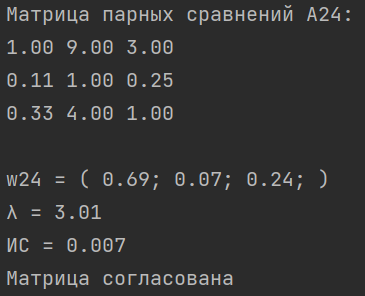 Матрица парных сравнений A24:
1.00 9.00 3.00
0.11 1.00 0.25
0.33 4.00 1.00
w24 = ( 0.69; 0.07; 0.24; )
λ = 3.01
ИС = 0.007
Матрица согласована